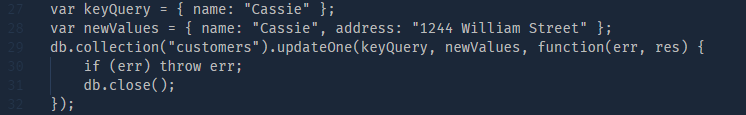 27 var keyQuery = { name: "Cassie" };
28 var newValues = { name: "Cassie", address: "1244 William Street" };
29 db.collection("customers").updateOne(keyQuery, newValues, function(err, res) {
30 if (err) throw err;
31 db.close();
32 });